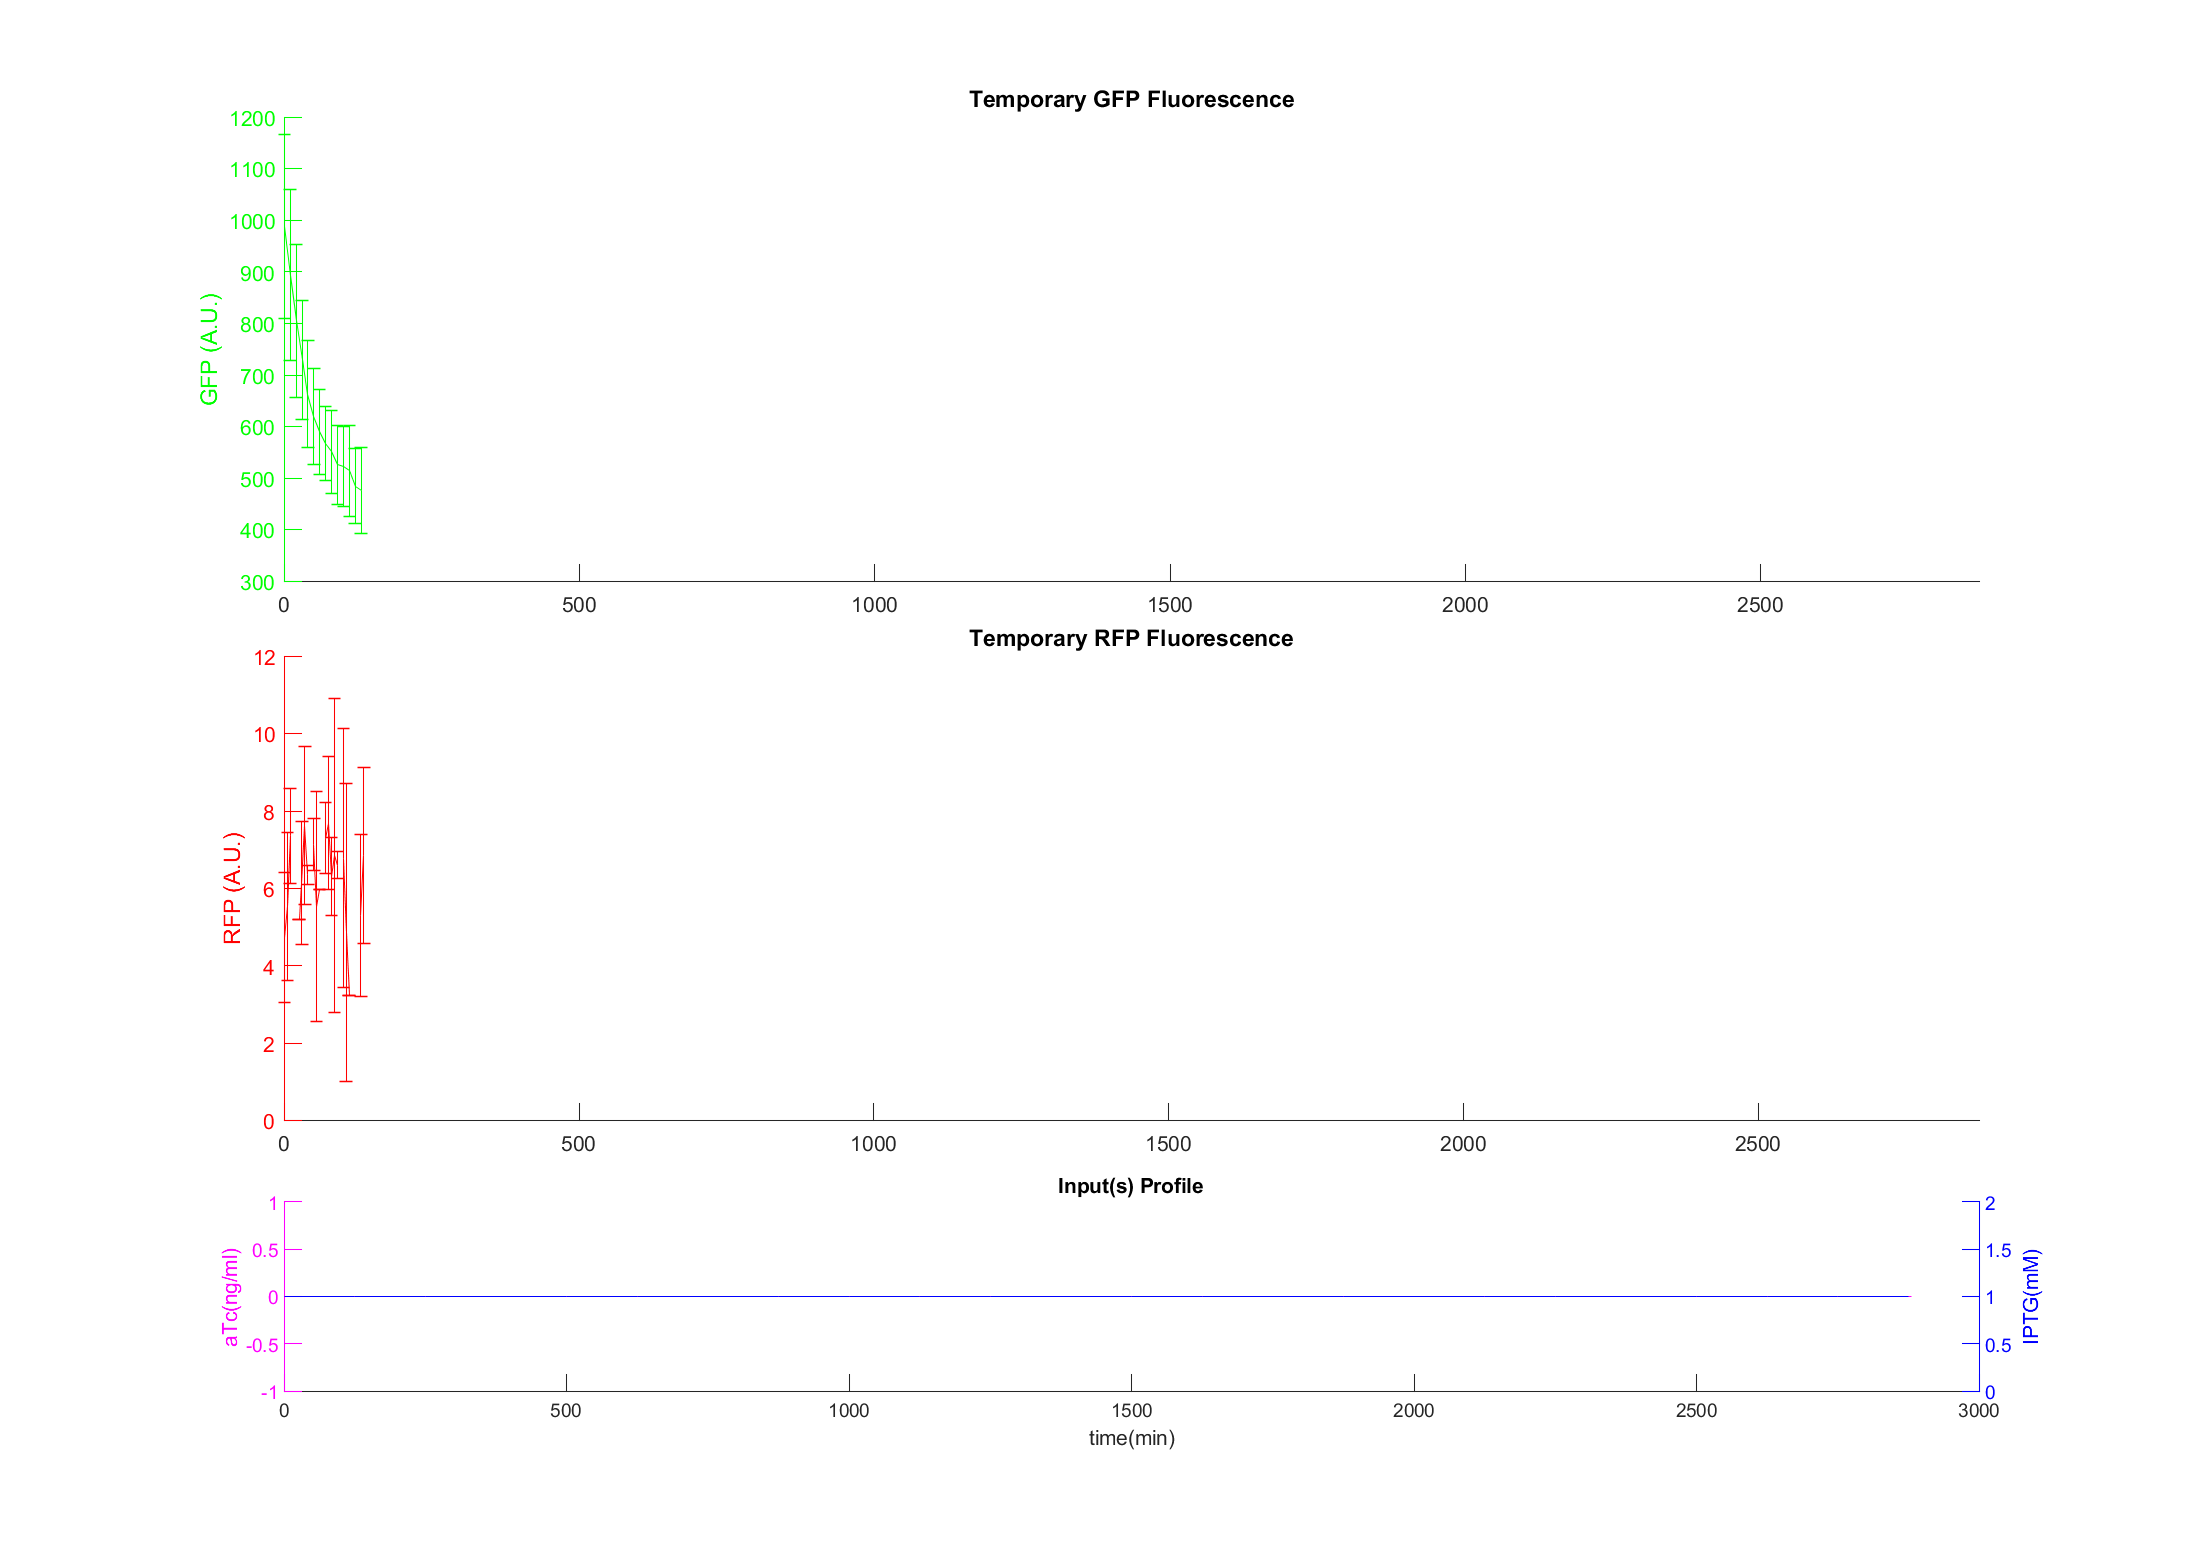 Temporary GFP Fluorescence
1200
1100
1000
900
800
700
600
500
400
300
GFP (A.U.)
0 500 1000 1500 2000 2500
Temporary RFP Fluorescence
12
10
8
6
4
2
0
RFP (A.U.)
0 500 1000 1500 2000 2500
Input(s) Profile
1
0.5
0
-0.5
-1
aTc(ng/ml)
2
1.5
1
0.5
0
IPTG(mM)
0 500 1000 1500 2000 2500 3000
time(min)